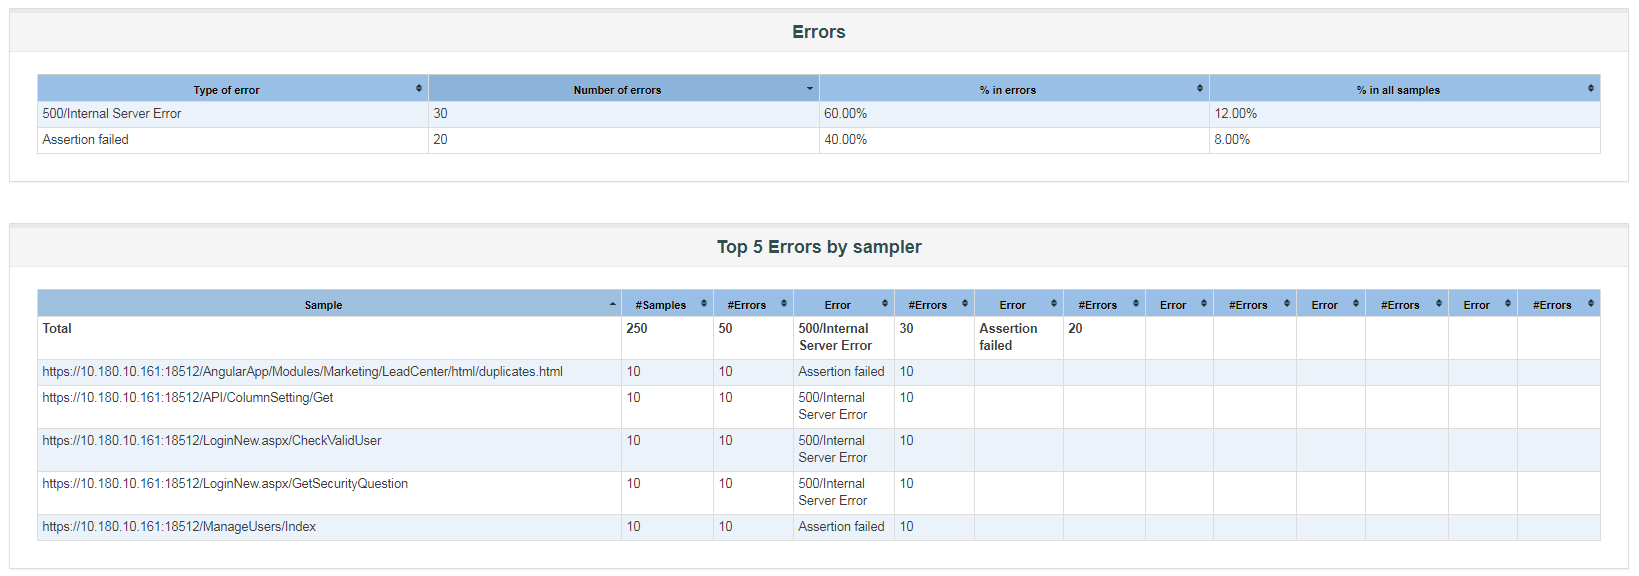 Errors
Type of error Number of errors % in errors % in all samples
500/Internal Server Error 30 60.00% 12.00%
Assertion failed 20 40.00% 8.00%
Top 5 Errors by sampler
Sample #Samples #Errors Error #Errors Error #Errors Error #Errors Error #Errors Error #Errors
Total 250 50 500/Internal 30 Assertion 20
Server Error failed
https://10.180.10.161:18512/AngularApp/Modules/Marketing/LeadCenter/html/duplicates.html 10 10 Assertion failed 10
https://10.180.10.161:18512/API/ColumnSetting/Get 10 10 500/Internal 10
Server Error
https://10.180.10.161:18512/LoginNew.aspx/CheckValidUser 10 10 500/Internal 10
Server Error
https://10.180.10.161:18512/LoginNew.aspx/GetSecurityQuestion 10 10 500/Internal 10
Server Error
https://10.180.10.161:18512/ManageUsers/Index 10 10 Assertion failed 10